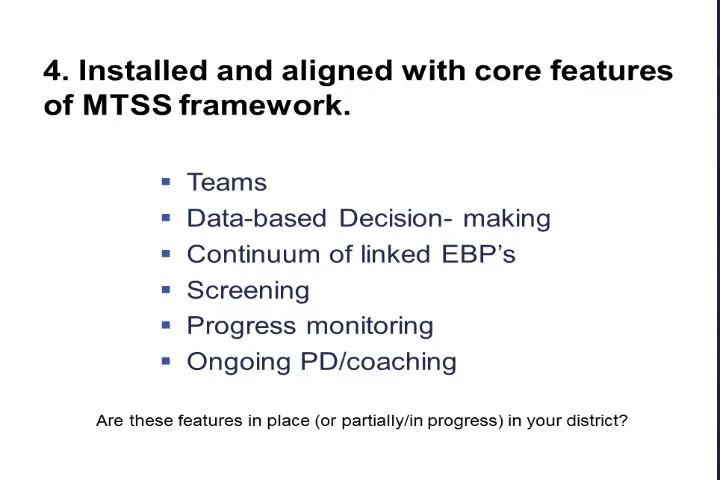 4. Installed and aligned with core features
of MTSS framework.
▪ Teams
▪ Data-based Decision- making
▪ Continuum of linked EBP’s
▪ Screening
▪ Progress monitoring
▪ Ongoing PD/coaching
Are these features in place (or partially/in progress) in your district?